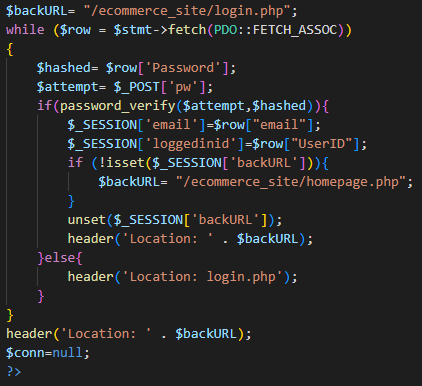 $backURL= "/ecommerce_site/login.php";
while ($row = $stmt->fetch(PDO::FETCH_ASSOC))
{
    $hashed= $row['Password'];
    $attempt= $_POST['pw'];
    if(password_verify($attempt,$hashed)){
        $_SESSION['email']=$row["email"];
        $_SESSION['loggedinid']=$row["UserID"];
        if (!isset($_SESSION['backURL'])){
            $backURL= "/ecommerce_site/homepage.php";
        }
        unset($_SESSION['backURL']);
        header('Location: ' . $backURL);
    }else{
        header('Location: login.php');
    }
}
header('Location: ' . $backURL);
$conn=null;
?>